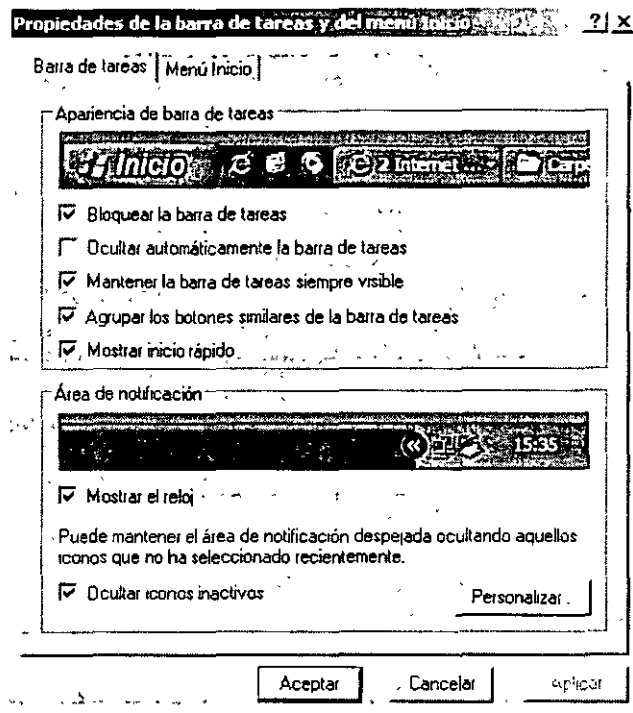 Propiedades de la barra de tareas y del menú Inicio
? x
Barra de tareas
Menú Inicio
Apariencia de barra de tareas
Inicio
2 Internet
Carp
Bloquear la barra de tareas
Ocultar automáticamente la barra de tareas
Mantener la barra de tareas siempre visible
Agrupar los botones similares de la barra de tareas
Mostrar inicio rápido
Área de notificación
15:35
Mostrar el reloj
Puede mantener el área de notificación despejada ocultando aquellos
iconos que no ha seleccionado recientemente.
Ocultar iconos inactivos
Personalizar .
Aceptar
Cancelar
Aplicar